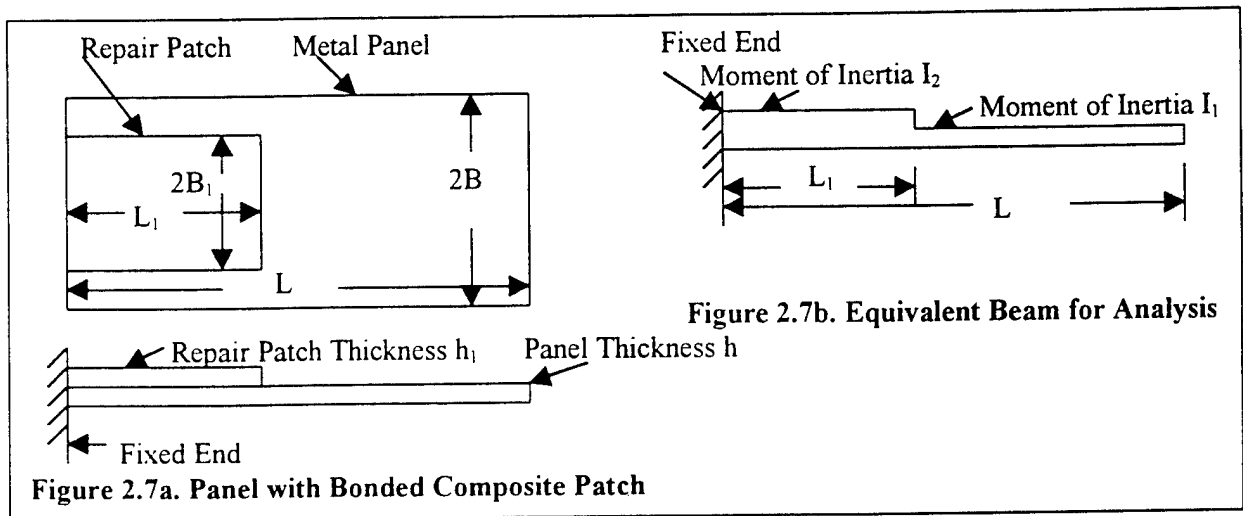 Repair Patch
Metal Panel
2B₁
2B
L₁
L
Repair Patch Thickness h₁
Panel Thickness h
Fixed End
Figure 2.7a. Panel with Bonded Composite Patch
Fixed End
Moment of Inertia I₂
Moment of Inertia I₁
L₁
L
Figure 2.7b. Equivalent Beam for Analysis